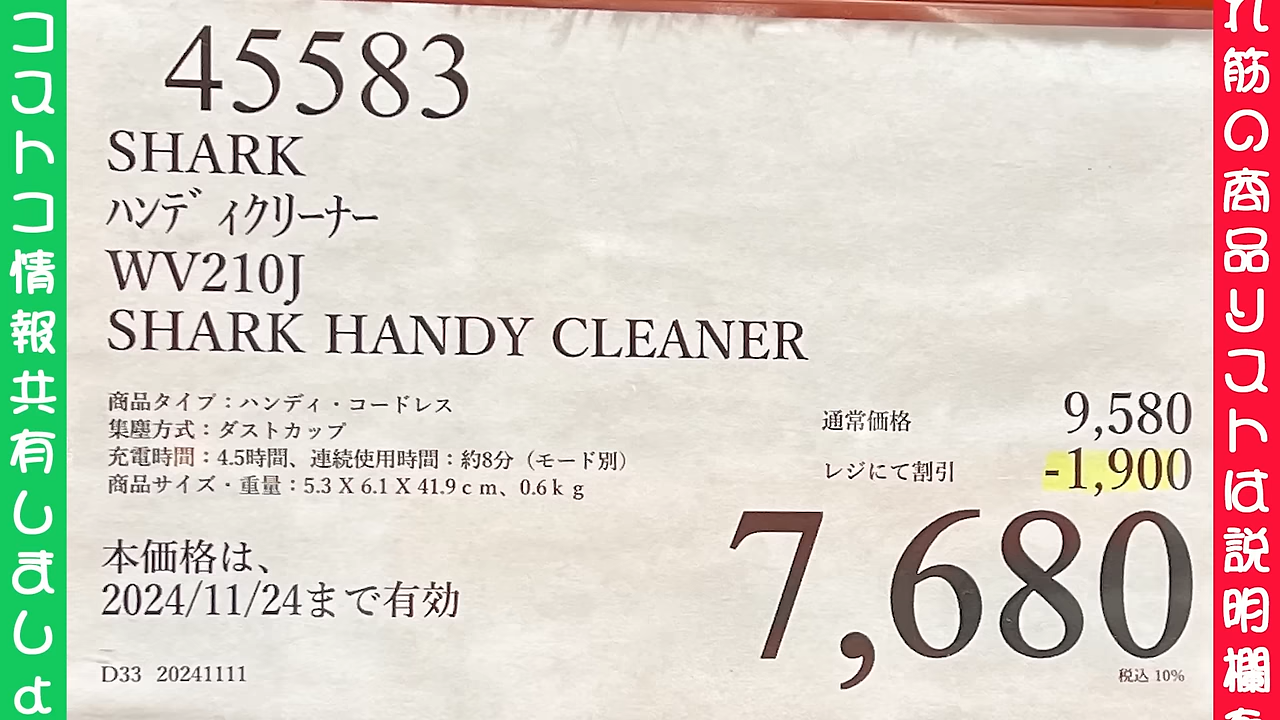 コストコ情報共有しましょ
45583
SHARK
ハンディクリーナー
WV210J
SHARK HANDY CLEANER
商品タイプ：ハンディ・コードレス
集塵方式：ダストカップ
充電時間：4.5時間、連続使用時間：約8分（モード別）
商品サイズ・重量：5.3 X 6.1 X 41.9ｃｍ、0.6ｋｇ
通常価格 9,580
レジにて割引 -1,900
7,680
本価格は、
2024/11/24まで有効
D33 20241111
税込 10%
れ筋の商品リストは説明欄を